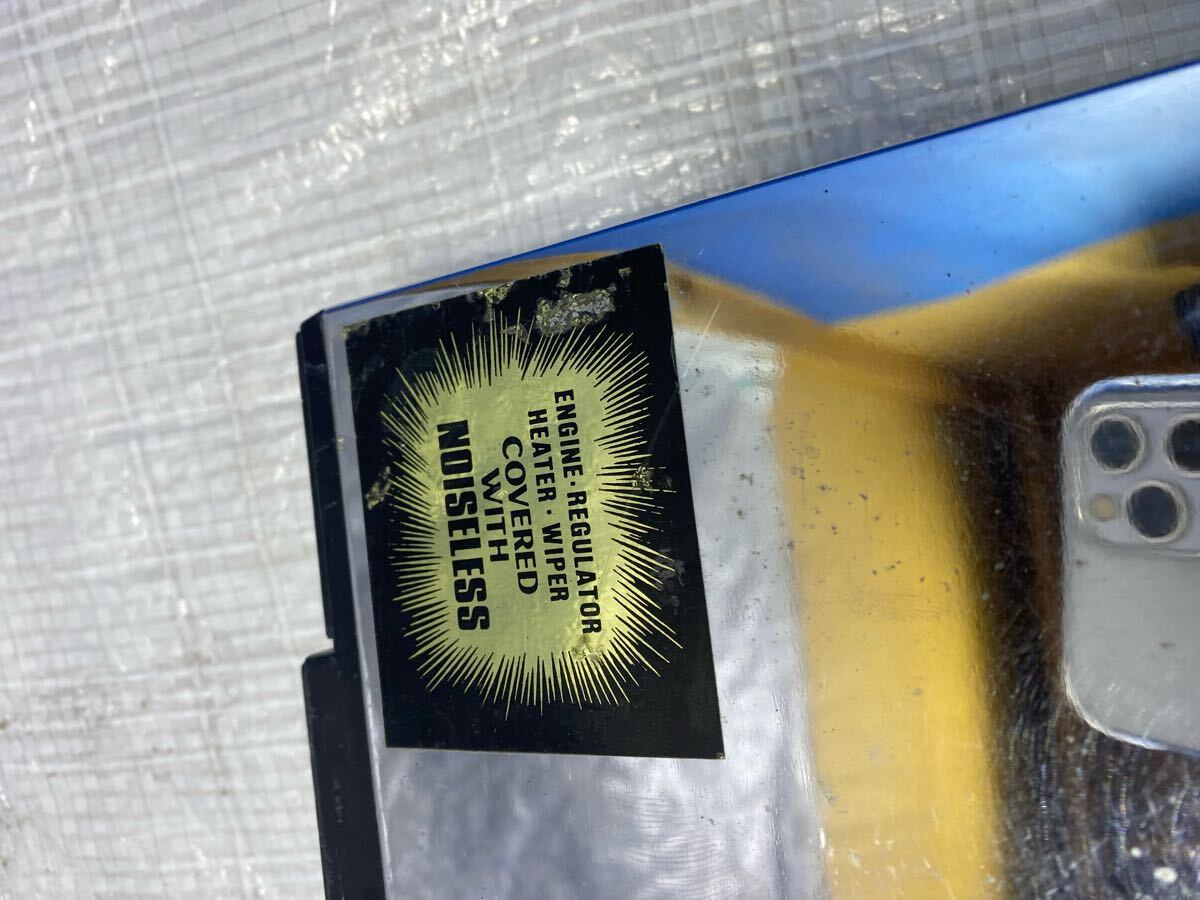 ENGINE · REGULATOR
HEATER · WIPER
COVERED
WITH
NOISELESS